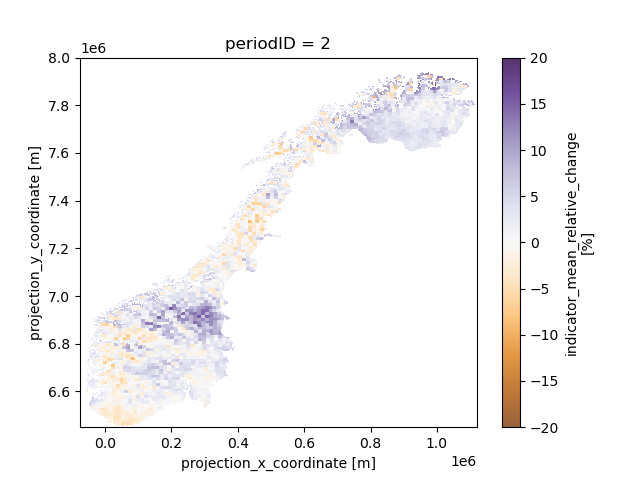 periodID = 2
1e6
8.0
7.8
7.6
7.4
7.2
7.0
6.8
6.6
projection_y_coordinate [m]
0.0 0.2 0.4 0.6 0.8 1.0
1e6
projection_x_coordinate [m]
20
15
10
5
0
−5
−10
−15
−20
indicator_mean_relative_change
[%]